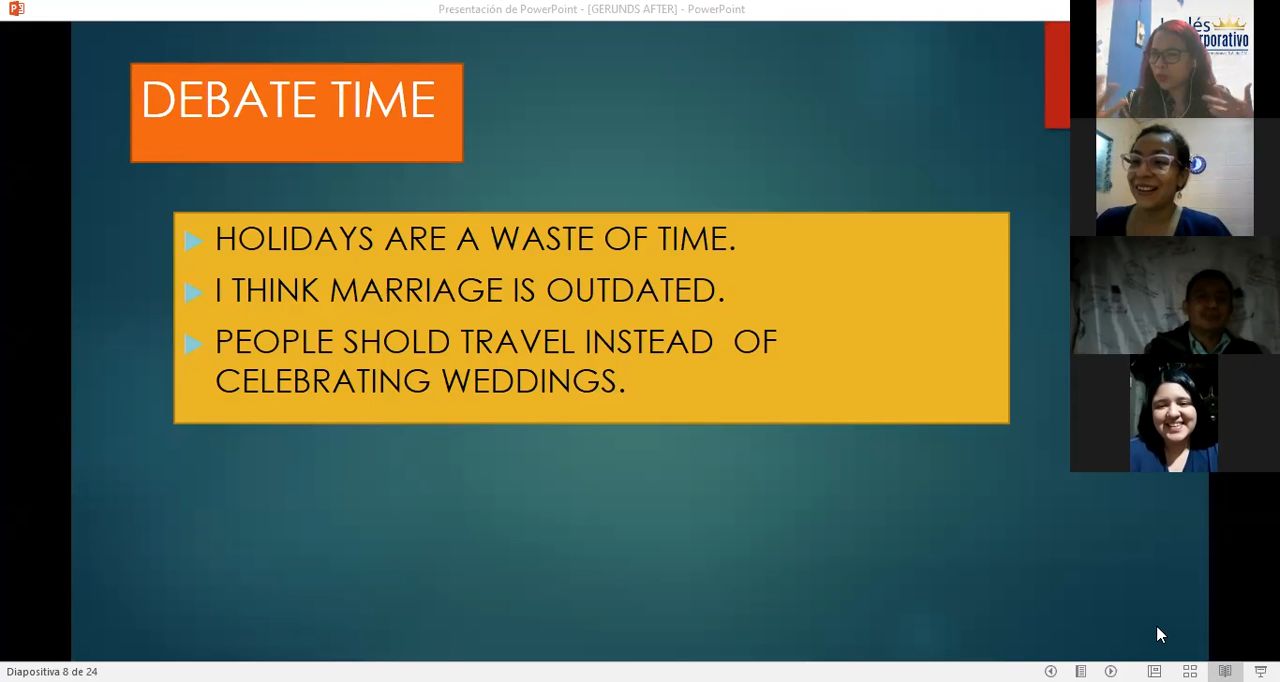 Presentación de PowerPoint - [GERUNDS AFTER] - PowerPoint
DEBATE TIME
HOLIDAYS ARE A WASTE OF TIME.
I THINK MARRIAGE IS OUTDATED.
PEOPLE SHOLD TRAVEL INSTEAD OF
CELEBRATING WEDDINGS.
Diapositiva 8 de 24